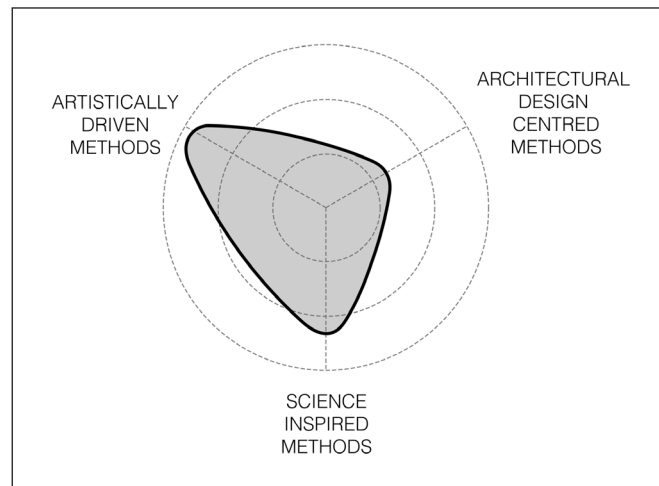 ARTISTICALLY
DRIVEN
METHODS
ARCHITECTURAL
DESIGN
CENTRED
METHODS
SCIENCE
INSPIRED
METHODS